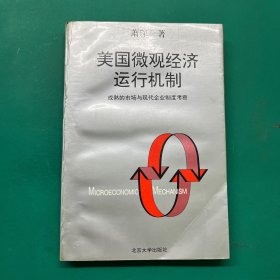 萧 著
美国微观经济
运行机制
成熟的市场与现代企业制度考察
MICROECONOMIC MECHANISM
北京大学出版社